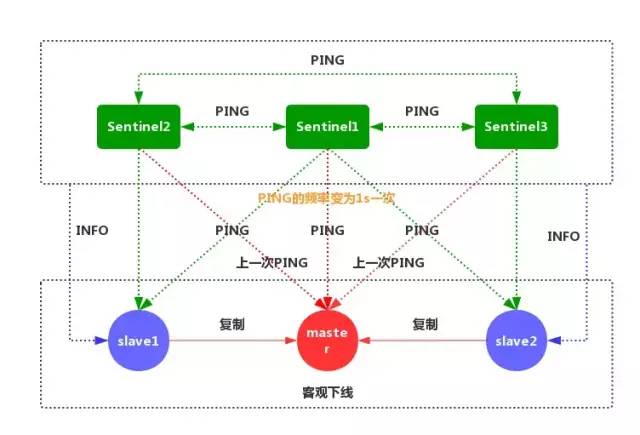 PING
Sentinel2
PING
Sentinel1
PING
Sentinel3
PING的频率变为1s一次
INFO
PING
PING
PING
INFO
上一次PING
上一次PING
slave1
复制
maste
r
复制
slave2
客观下线